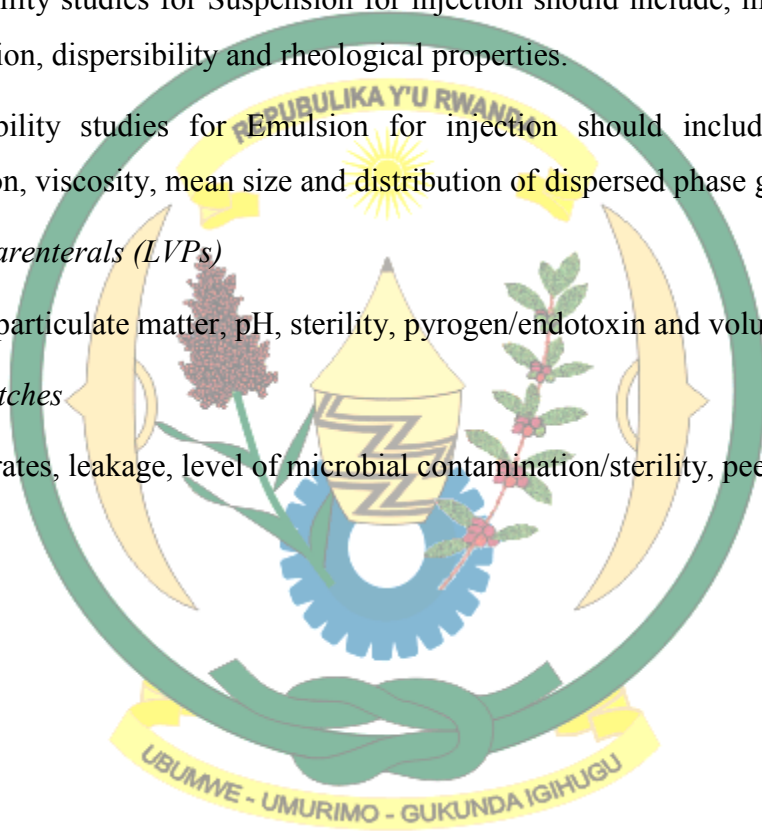 ility studies for Suspension for injection should include, in
ion, dispersibility and rheological properties.
REPUBULIKA Y'U RWANDA
bility studies for Emulsion for injection should includ
on, viscosity, mean size and distribution of dispersed phase g
arenterals (LVPs)
particulate matter, pH, sterility, pyrogen/endotoxin and volu
tches
rates, leakage, level of microbial contamination/sterility, pee
UBUMWE - UMURIMO - GUKUNDA IGIHUGU